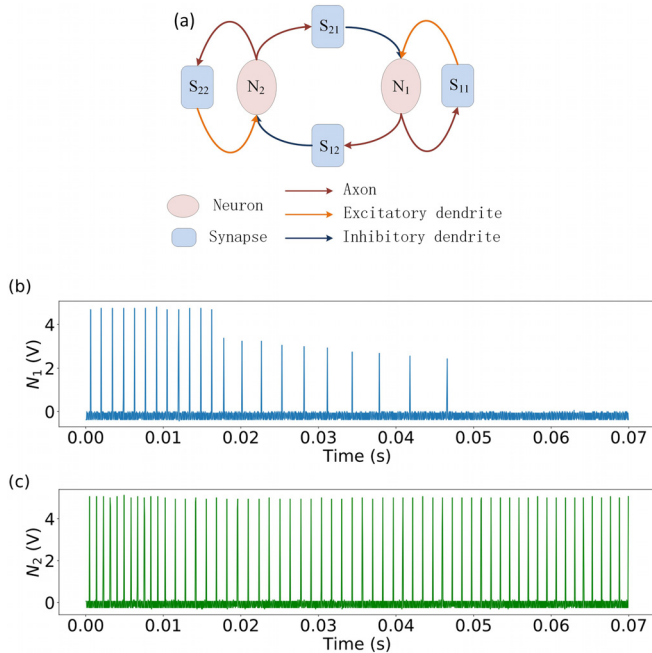 (a)
S21
S22
N2
N1
S11
S12
Neuron
Axon
Excitatory dendrite
Synapse
Inhibitory dendrite
(b)
N1 (V)
4
2
0
0.00 0.01 0.02 0.03 0.04 0.05 0.06 0.07
Time (s)
(c)
N2 (V)
4
2
0
0.00 0.01 0.02 0.03 0.04 0.05 0.06 0.07
Time (s)